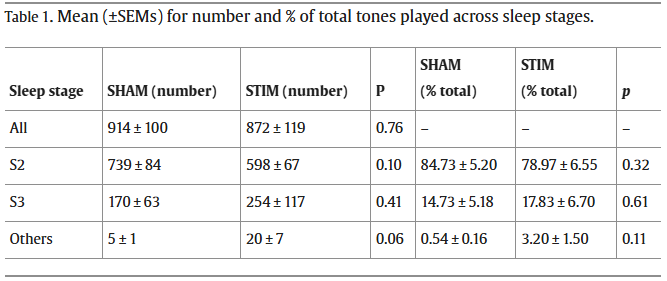 Table 1. Mean (±SEMs) for number and % of total tones played across sleep stages.
Sleep stage SHAM (number) STIM (number) P SHAM (% total) STIM (% total) p
All 914 ± 100 872 ± 119 0.76 – – –
S2 739 ± 84 598 ± 67 0.10 84.73 ± 5.20 78.97 ± 6.55 0.32
S3 170 ± 63 254 ± 117 0.41 14.73 ± 5.18 17.83 ± 6.70 0.61
Others 5 ± 1 20 ± 7 0.06 0.54 ± 0.16 3.20 ± 1.50 0.11